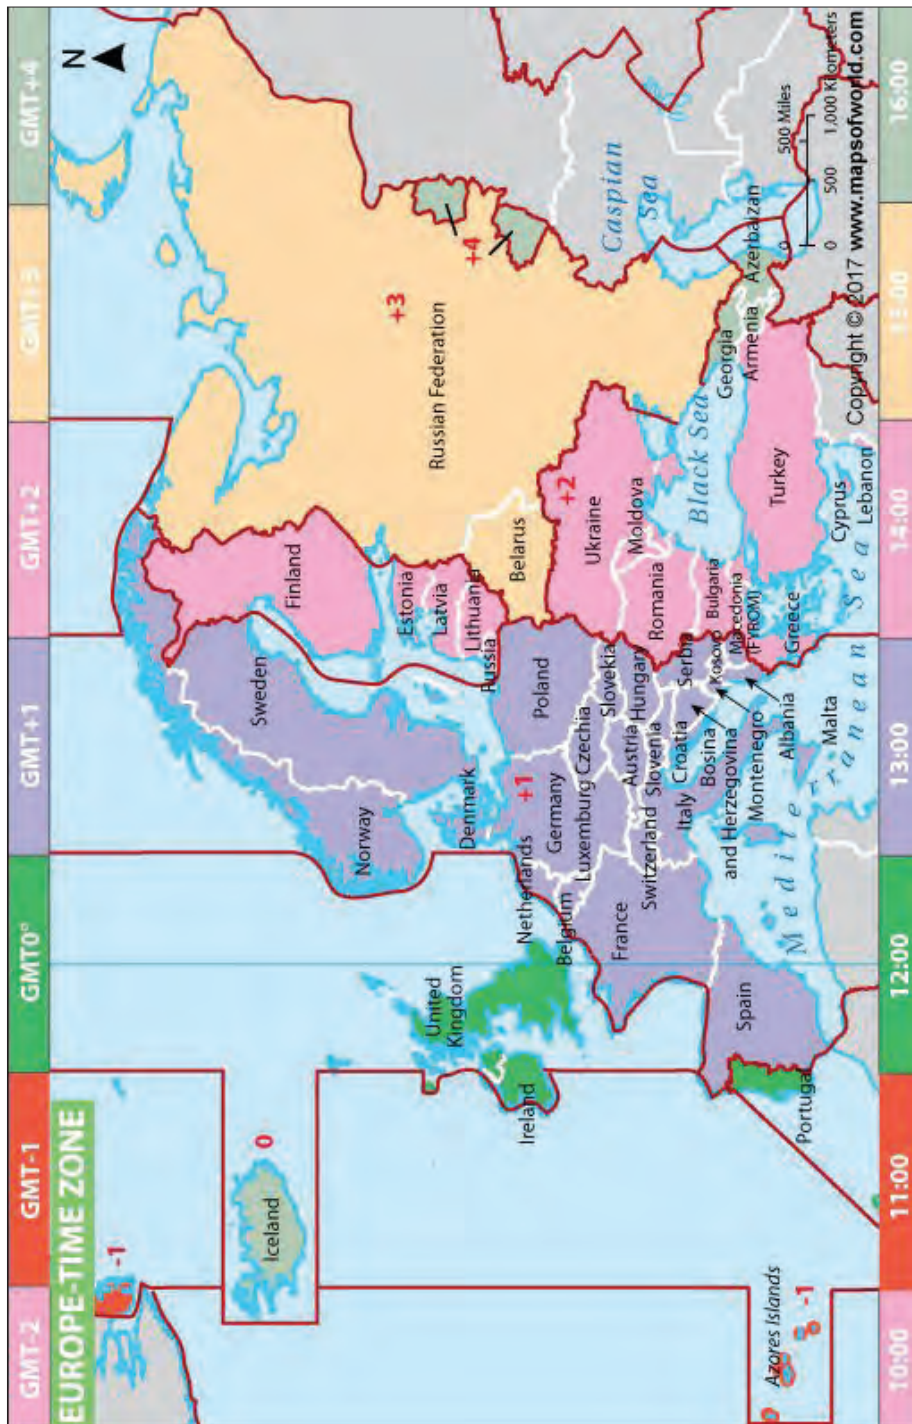 GMT-2
GMT-1
GMT0°
GMT+1
GMT+2
GMT+4
EUROPE-TIME ZONE
N
-1
0
Iceland
Norway
Sweden
Finland
Russian Federation
+3
+4
Estonia
Latvia
Lithuania
Russia
Belarus
Denmark
United
Kingdom
Ireland
Netherlands
Belgium
Germany
+1
Poland
Luxemburg
Czechia
Slovekia
Ukraine
+2
Moldova
France
Switzerland
Austria
Hungary
Slovenia
Romania
Italy
Croatia
Serbia
Bosina
and Herzegovina
Kosovo
Montenegro
Bulgaria
Macedonia
(FYROM)
Albania
Greece
Malta
Spain
Portugal
Azores Islands
-1
Mediterranean Sea
Black Sea
Caspian
Sea
Georgia
Armenia
Azerbaizan
Turkey
Cyprus
Lebanon
500 Miles
0
0
500
1,000 Kilometers
Copyright © 2017 www.mapsofworld.com
10:00
11:00
12:00
13:00
14:00
15:00
16:00